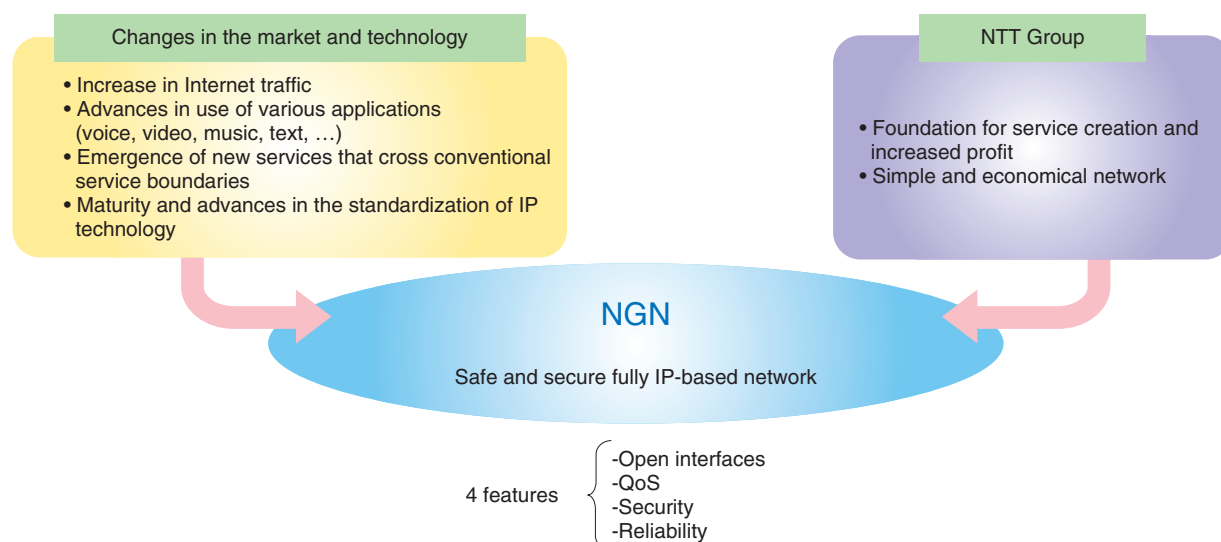 Changes in the market and technology
• Increase in Internet traffic
• Advances in use of various applications
(voice, video, music, text, …)
• Emergence of new services that cross conventional
service boundaries
• Maturity and advances in the standardization of IP
technology
NTT Group
• Foundation for service creation and
increased profit
• Simple and economical network
NGN
Safe and secure fully IP-based network
4 features
-Open interfaces
-QoS
-Security
-Reliability